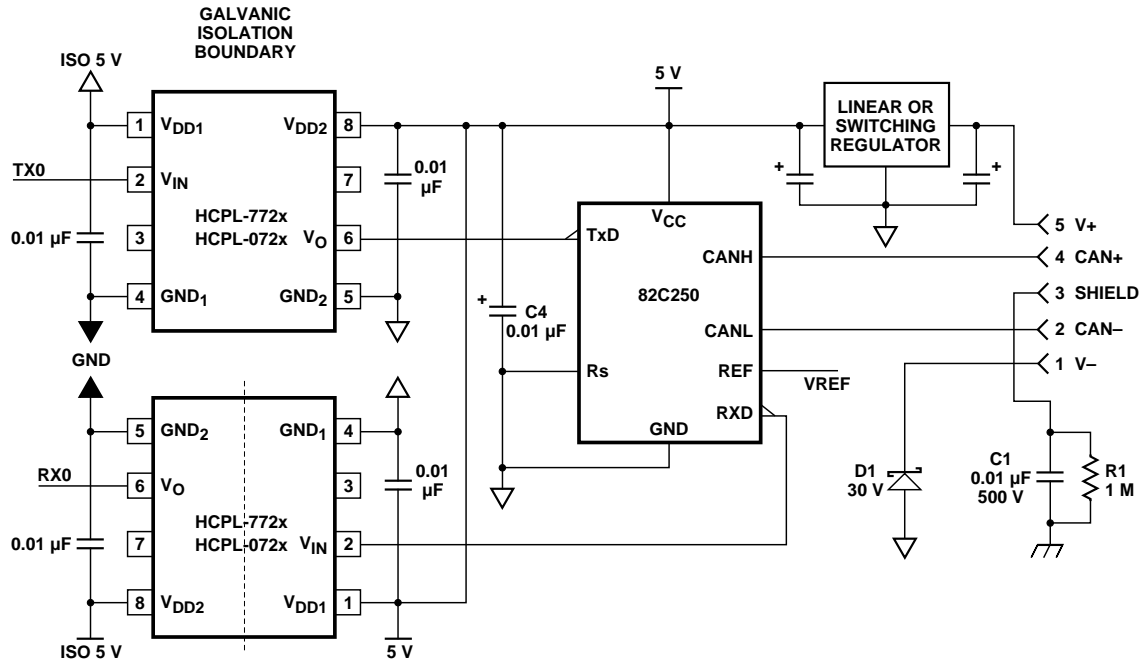 GALVANIC
ISOLATION
BOUNDARY
ISO 5 V
5 V
LINEAR OR
SWITCHING
REGULATOR
1 VDD1 VDD2 8
TX0 2 VIN 7
HCPL-772x
3 HCPL-072x VO 6
4 GND1 GND2 5
0.01 µF
0.01
µF
+
+
TxD
VCC
CANH
82C250
CANL
Rs
REF
VREF
RXD
GND
+
C4
0.01 µF
5 V+
4 CAN+
3 SHIELD
2 CAN–
1 V–
GND
5 GND2 GND1 4
RX0 6 VO 3
HCPL-772x
7 HCPL-072x VIN 2
8 VDD2 VDD1 1
0.01 µF
0.01
µF
ISO 5 V
5 V
D1
30 V
C1
0.01 µF
500 V
R1
1 M